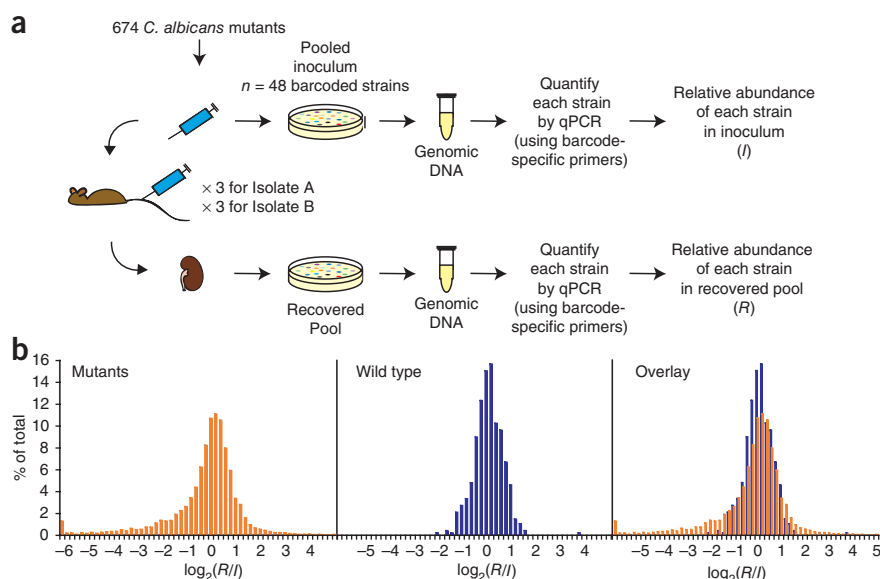 a
674 C. albicans mutants
Pooled
inoculum
n = 48 barcoded strains
Genomic
DNA
Quantify
each strain
by qPCR
(using barcode-
specific primers)
Relative abundance
of each strain
in inoculum
(I)
× 3 for Isolate A
× 3 for Isolate B
Recovered
Pool
Genomic
DNA
Quantify
each strain
by qPCR
(using barcode-
specific primers)
Relative abundance
of each strain
in recovered pool
(R)
b
% of total
16
14
12
10
8
6
4
2
0
Mutants
–6 –5 –4 –3 –2 –1 0 1 2 3 4
log2(R/I)
Wild type
–5 –4 –3 –2 –1 0 1 2 3 4
log2(R/I)
Overlay
–5 –4 –3 –2 –1 0 1 2 3 4 5
log2(R/I)